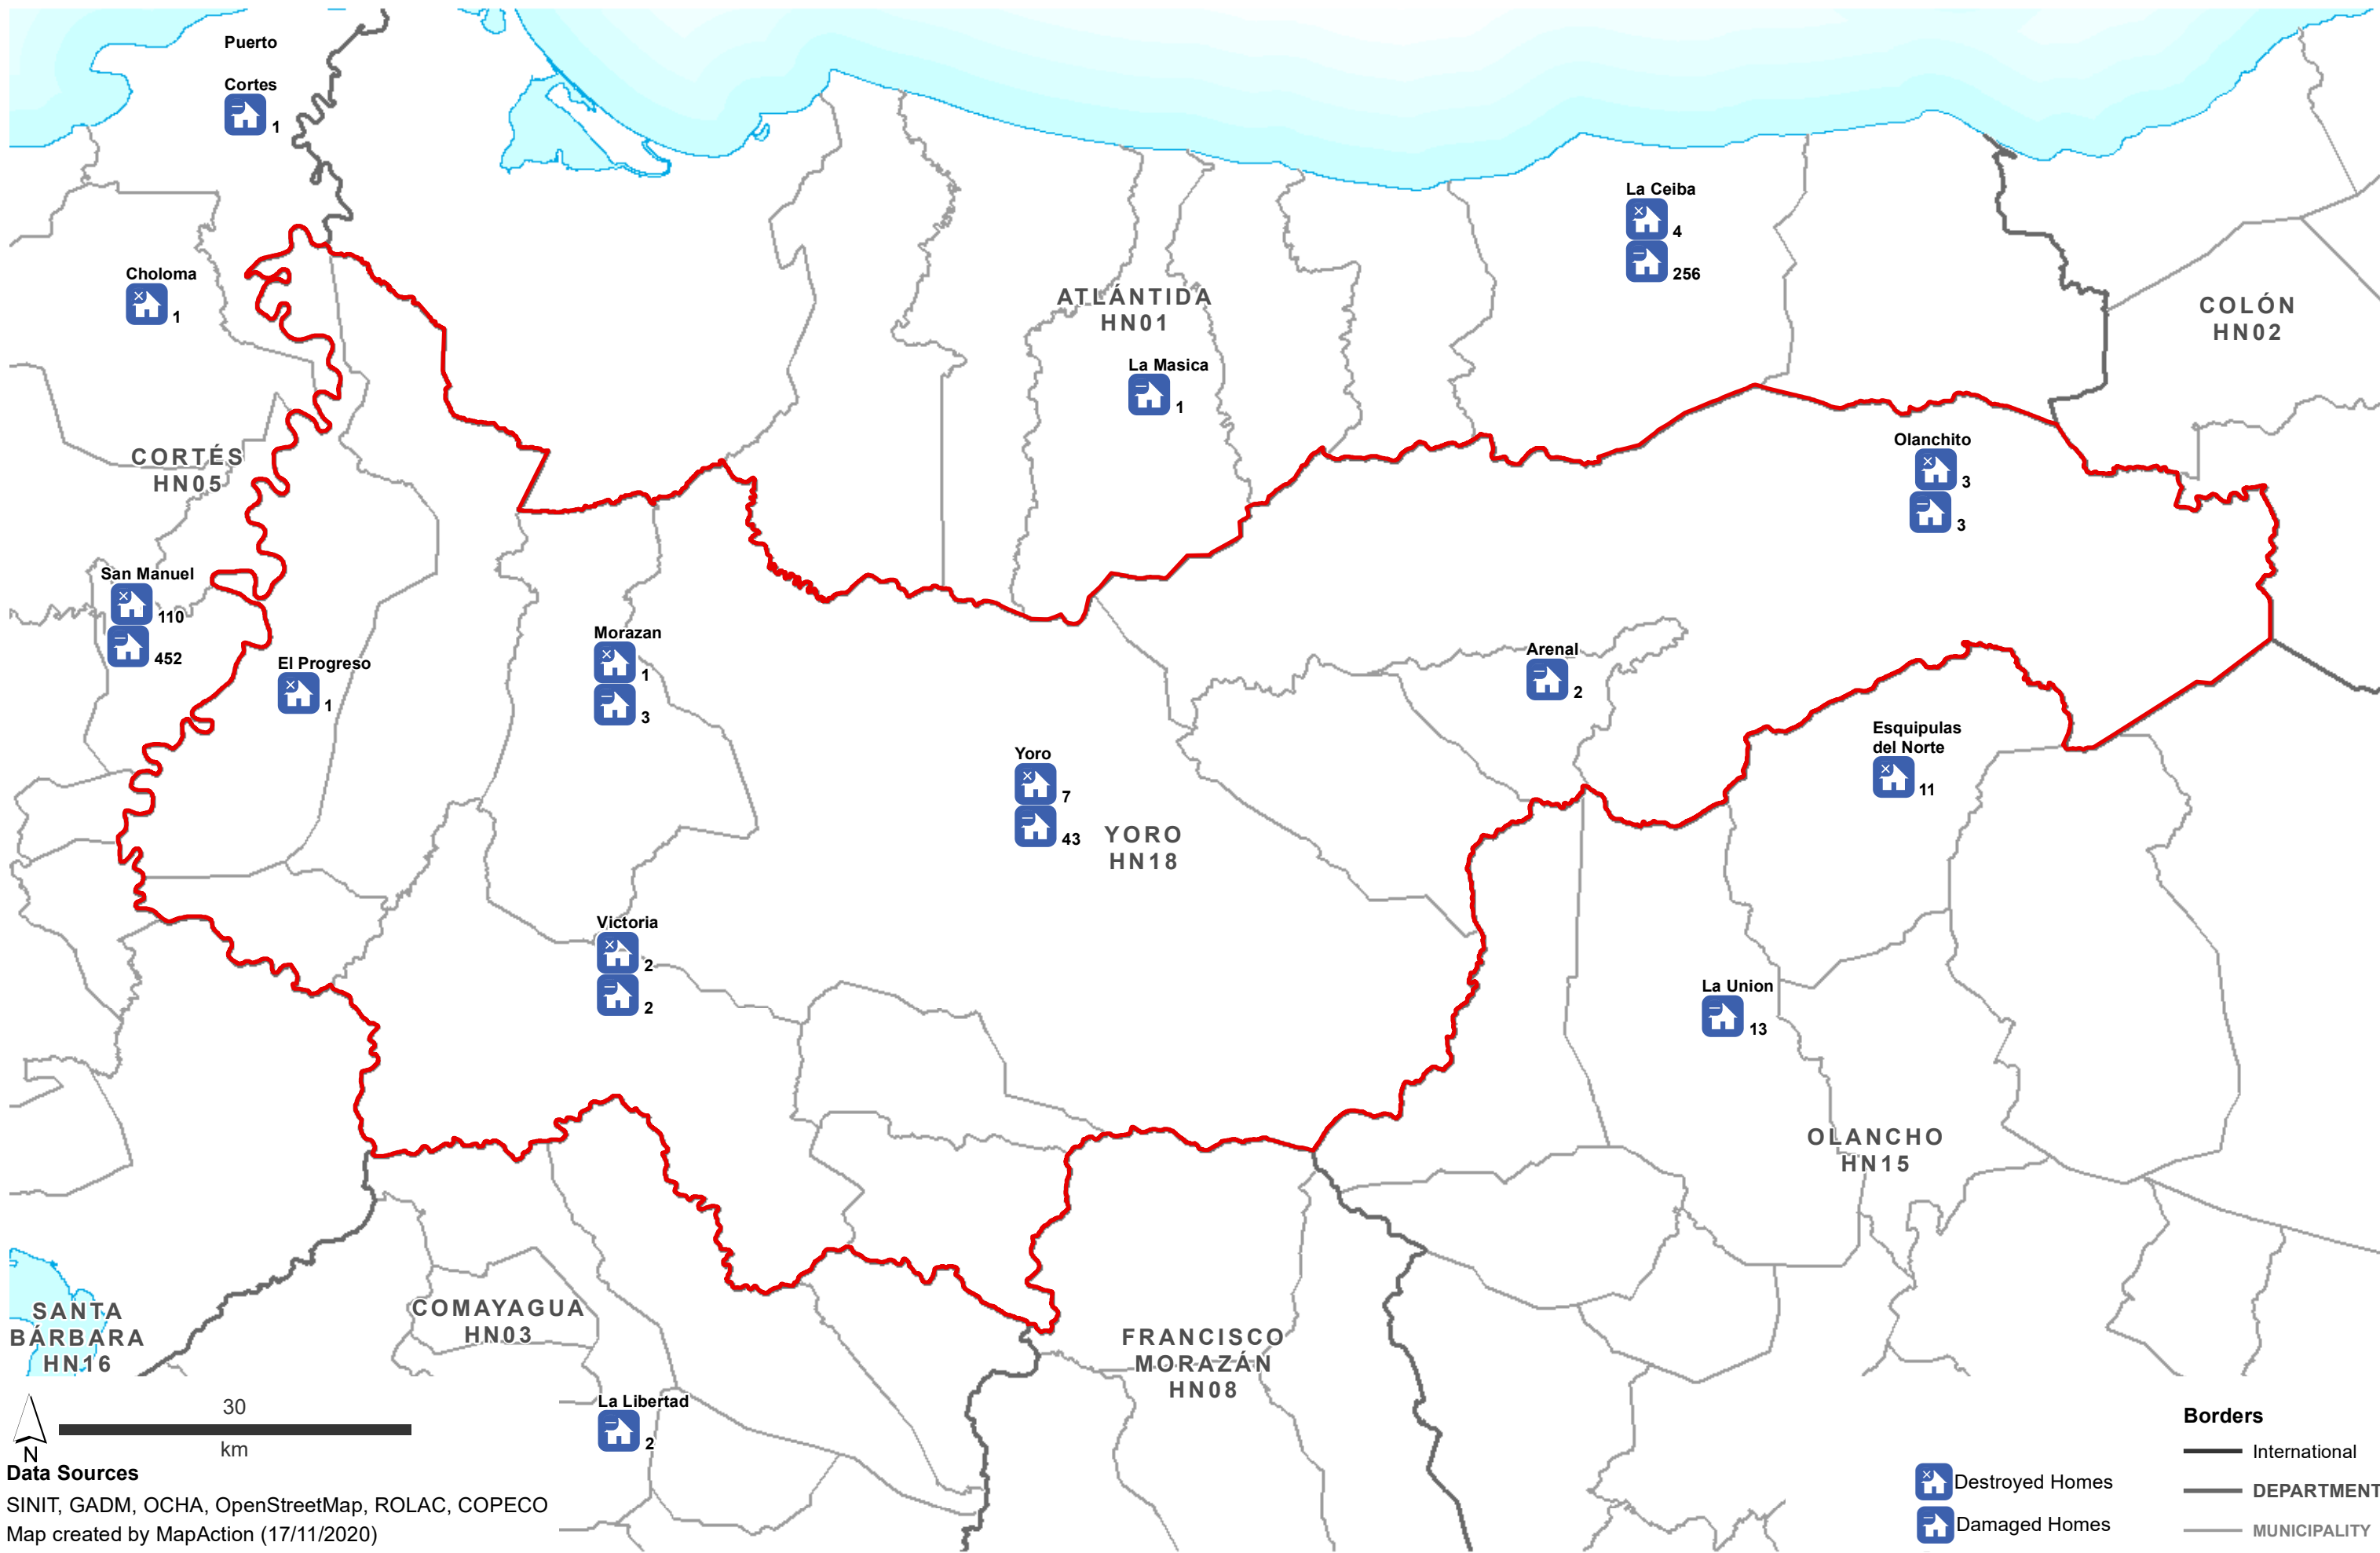 Puerto
Cortes
1
La Ceiba
4
256
Choloma
1
ATLÁNTIDA
HN01
COLÓN
HN02
La Masica
1
CORTÉS
HN05
Olanchito
3
3
San Manuel
110
452
El Progreso
1
Morazan
1
3
Arenal
2
Esquipulas
del Norte
11
Yoro
7
43
YORO
HN18
Victoria
2
2
La Union
13
OLANCHO
HN15
SANTA
BÁRBARA
HN16
COMAYAGUA
HN03
FRANCISCO
MORAZÁN
HN08
La Libertad
2
30
km
N
Data Sources
SINIT, GADM, OCHA, OpenStreetMap, ROLAC, COPECO
Map created by MapAction (17/11/2020)
Destroyed Homes
Damaged Homes
Borders
International
DEPARTMENT
MUNICIPALITY